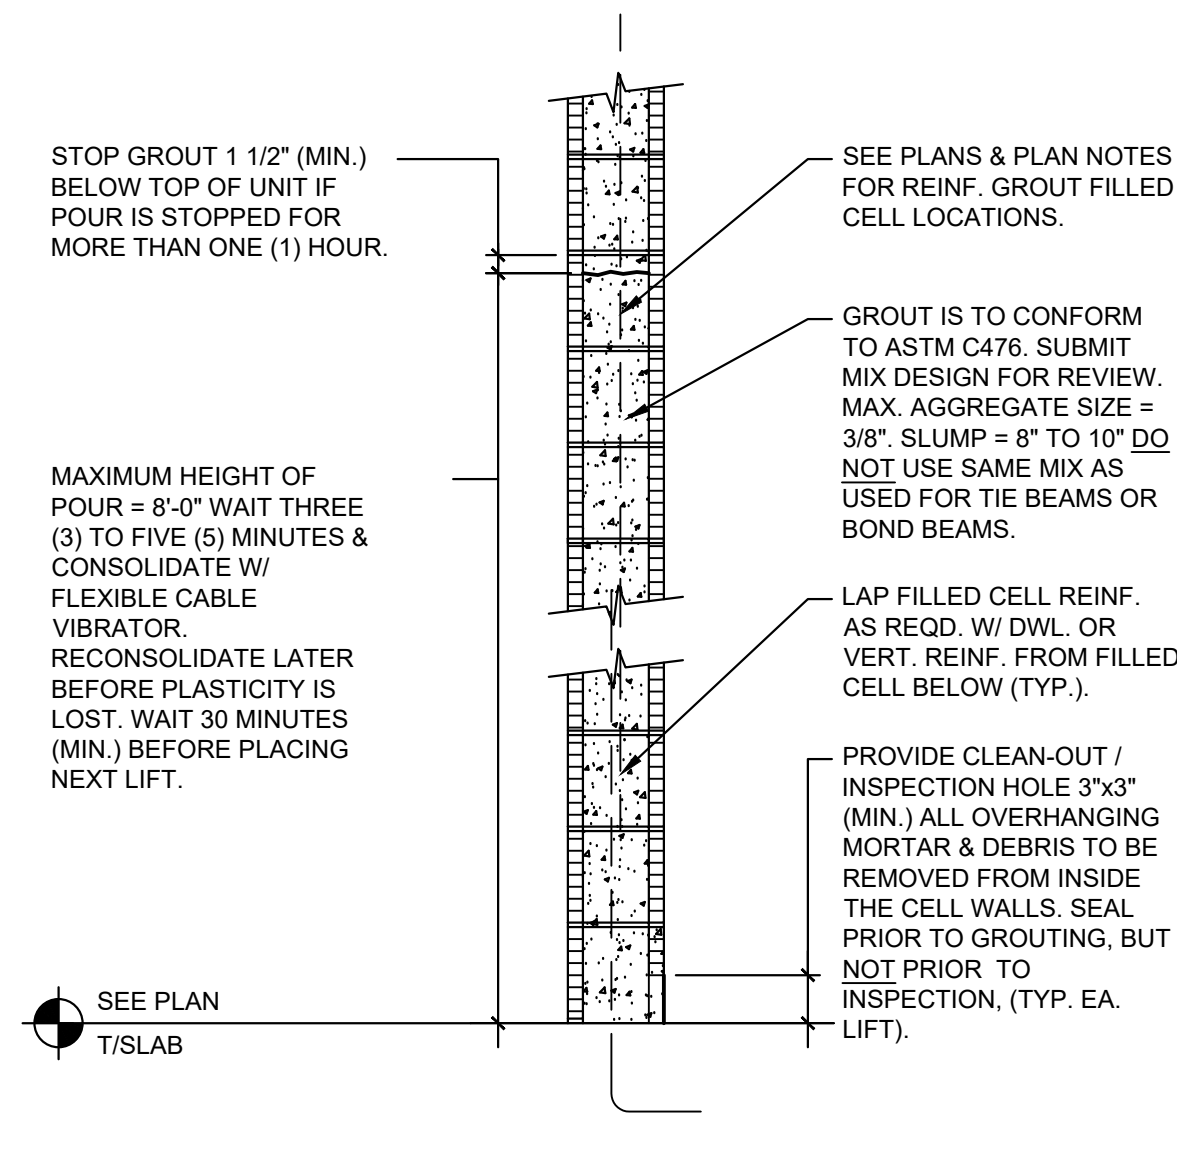 STOP GROUT 1 1/2" (MIN.)
BELOW TOP OF UNIT IF
POUR IS STOPPED FOR
MORE THAN ONE (1) HOUR.
MAXIMUM HEIGHT OF
POUR = 8'-0" WAIT THREE
(3) TO FIVE (5) MINUTES &
CONSOLIDATE W/
FLEXIBLE CABLE
VIBRATOR.
RECONSOLIDATE LATER
BEFORE PLASTICITY IS
LOST. WAIT 30 MINUTES
(MIN.) BEFORE PLACING
NEXT LIFT.
SEE PLAN
T/SLAB
SEE PLANS & PLAN NOTES
FOR REINF. GROUT FILLED
CELL LOCATIONS.
GROUT IS TO CONFORM
TO ASTM C476. SUBMIT
MIX DESIGN FOR REVIEW.
MAX. AGGREGATE SIZE =
3/8". SLUMP = 8" TO 10" DO
NOT USE SAME MIX AS
USED FOR TIE BEAMS OR
BOND BEAMS.
LAP FILLED CELL REINF.
AS REQD. W/ DWL. OR
VERT. REINF. FROM FILLED
CELL BELOW (TYP.).
PROVIDE CLEAN-OUT /
INSPECTION HOLE 3"x3"
(MIN.) ALL OVERHANGING
MORTAR & DEBRIS TO BE
REMOVED FROM INSIDE
THE CELL WALLS. SEAL
PRIOR TO GROUTING, BUT
NOT PRIOR TO
INSPECTION, (TYP. EA.
LIFT).